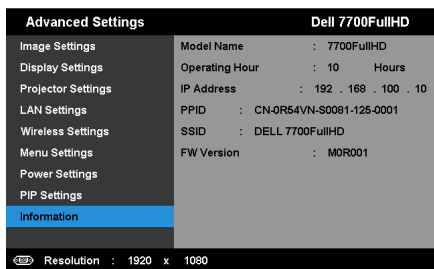 Advanced Settings Dell 7700FullHD
Image Settings Model Name : 7700FullHD
Display Settings Operating Hour : 10 Hours
Projector Settings IP Address : 192 . 168 . 100 . 10
LAN Settings PPID : CN-0R54VN-S0081-125-0001
Wireless Settings SSID : DELL 7700FullHD
Menu Settings FW Version : M0R001
Power Settings
PIP Settings
Information
Resolution : 1920 x 1080